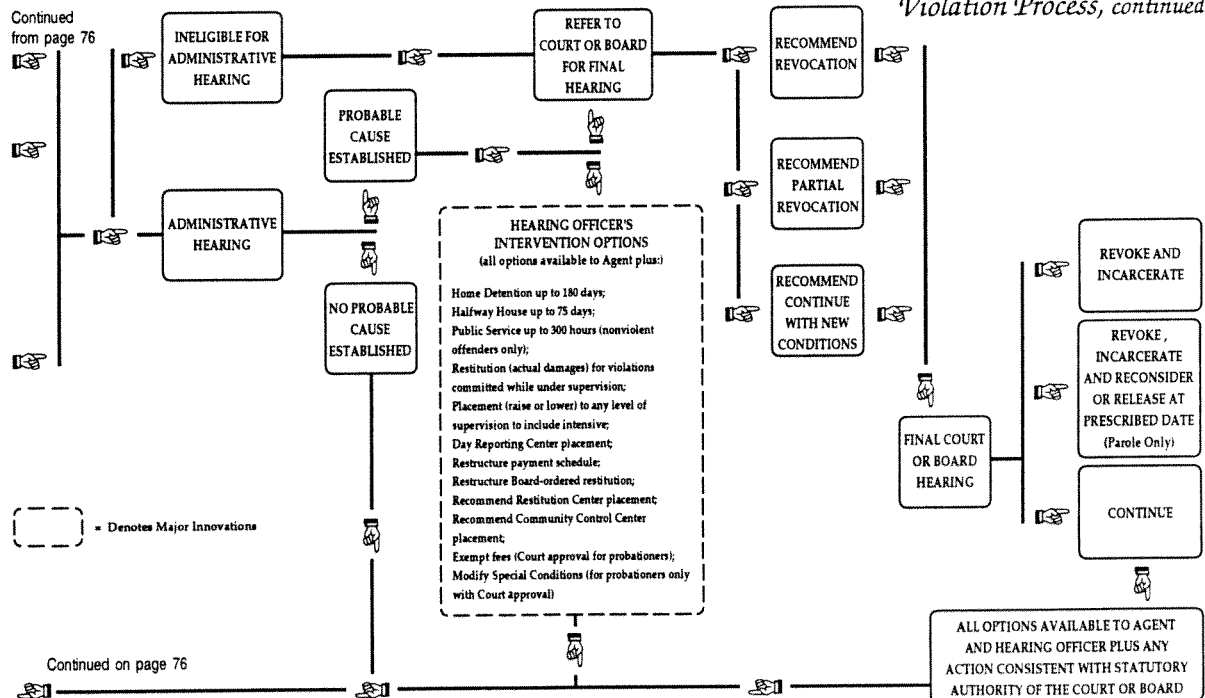 Violation Process, continued
Continued
from page 76
INELIGIBLE FOR
ADMINISTRATIVE
HEARING
REFER TO
COURT OR BOARD
FOR FINAL
HEARING
RECOMMEND
REVOCATION
PROBABLE
CAUSE
ESTABLISHED
RECOMMEND
PARTIAL
REVOCATION
ADMINISTRATIVE
HEARING
HEARING OFFICER'S
INTERVENTION OPTIONS
(all options available to Agent plus:)
Home Detention up to 180 days;
Halfway House up to 75 days;
Public Service up to 300 hours (nonviolent
offenders only);
Restitution (actual damages) for violations
committed while under supervision;
Placement (raise or lower) to any level of
supervision to include intensive;
Day Reporting Center placement;
Restructure payment schedule;
Restructure Board-ordered restitution;
Recommend Restitution Center placement;
Recommend Community Control Center
placement;
Exempt fees (Court approval for probationers);
Modify Special Conditions (for probationers only
with Court approval)
NO PROBABLE
CAUSE
ESTABLISHED
RECOMMEND
CONTINUE
WITH NEW
CONDITIONS
REVOKE AND
INCARCERATE
REVOKE ,
INCARCERATE
AND RECONSIDER
OR RELEASE AT
PRESCRIBED DATE
(Parole Only)
FINAL COURT
OR BOARD
HEARING
CONTINUE
= Denotes Major Innovations
ALL OPTIONS AVAILABLE TO AGENT
AND HEARING OFFICER PLUS ANY
ACTION CONSISTENT WITH STATUTORY
AUTHORITY OF THE COURT OR BOARD
Continued on page 76